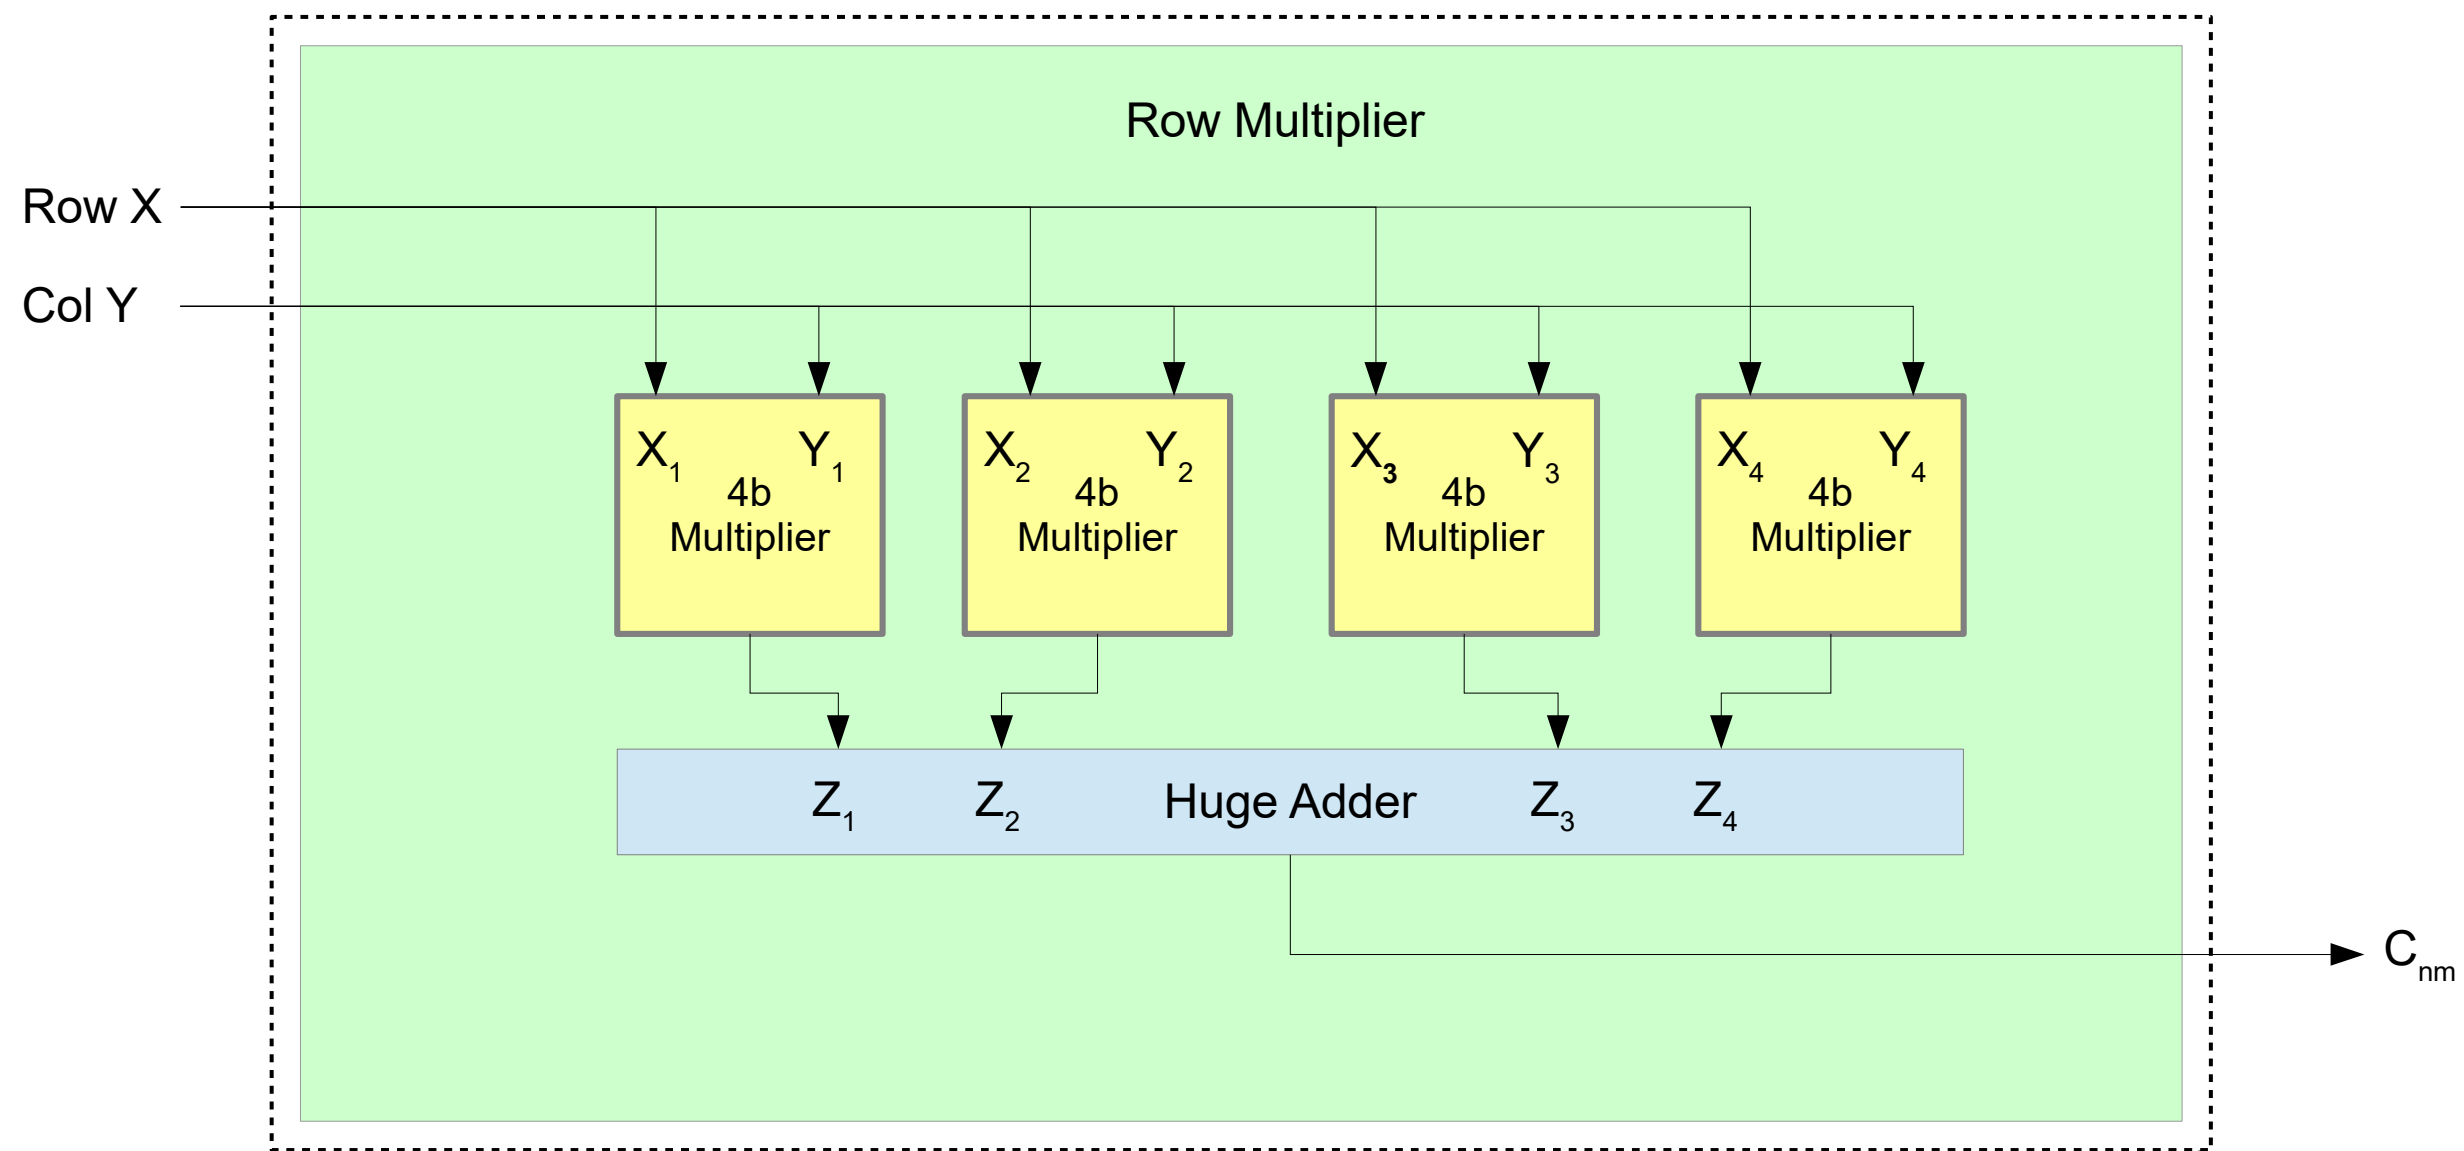 Row Multiplier
Row X
Col Y
X1 Y1
4b
Multiplier
X2 Y2
4b
Multiplier
X3 Y3
4b
Multiplier
X4 Y4
4b
Multiplier
Z1 Z2 Huge Adder Z3 Z4
Cnm